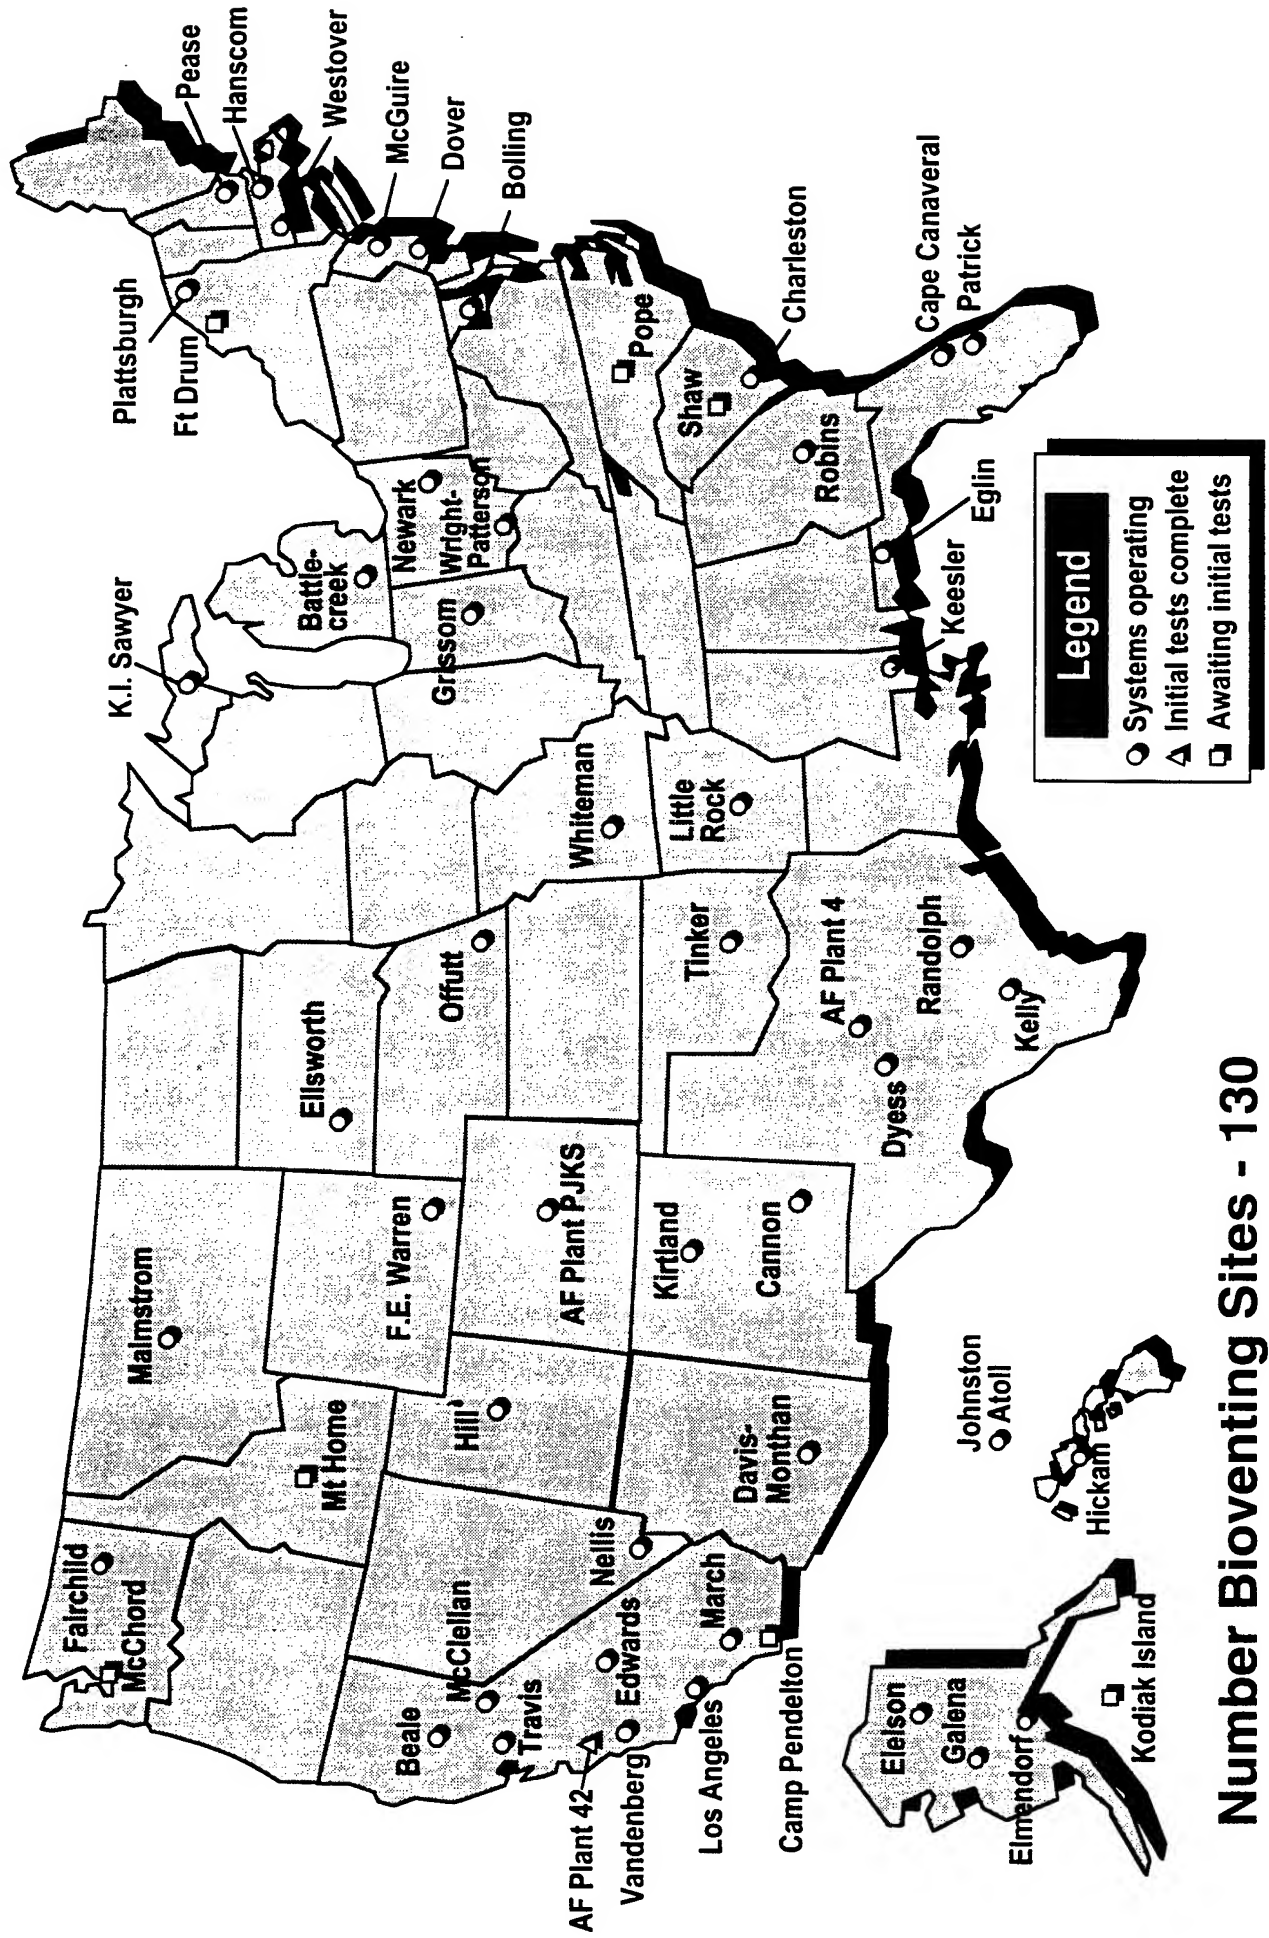 Fairchild
McChord
Malmstrom
Mt Home
Ellsworth
F.E. Warren
Offutt
K.I. Sawyer
Battle-
creek
Newark
Wright-
Patterson
Grissom
Plattsburgh
Ft Drum
Pease
Hanscom
Westover
McGuire
Dover
Bolling
Beale
McClellan
Travis
AF Plant 42
Vandenberg
Edwards
Los Angeles
March
Camp Pendelton
Nellis
Hill
AF Plant PJKS
Davis-
Monthan
Kirtland
Cannon
Whiteman
Little
Rock
Tinker
AF Plant 4
Dyess
Randolph
Kelly
Pope
Shaw
Charleston
Robins
Cape Canaveral
Patrick
Eglin
Keesler
Eielson
Galena
Elmendorf
Kodiak Island
Johnston
Atoll
Hickam
Legend
Systems operating
Initial tests complete
Awaiting initial tests
Number Bioventing Sites - 130